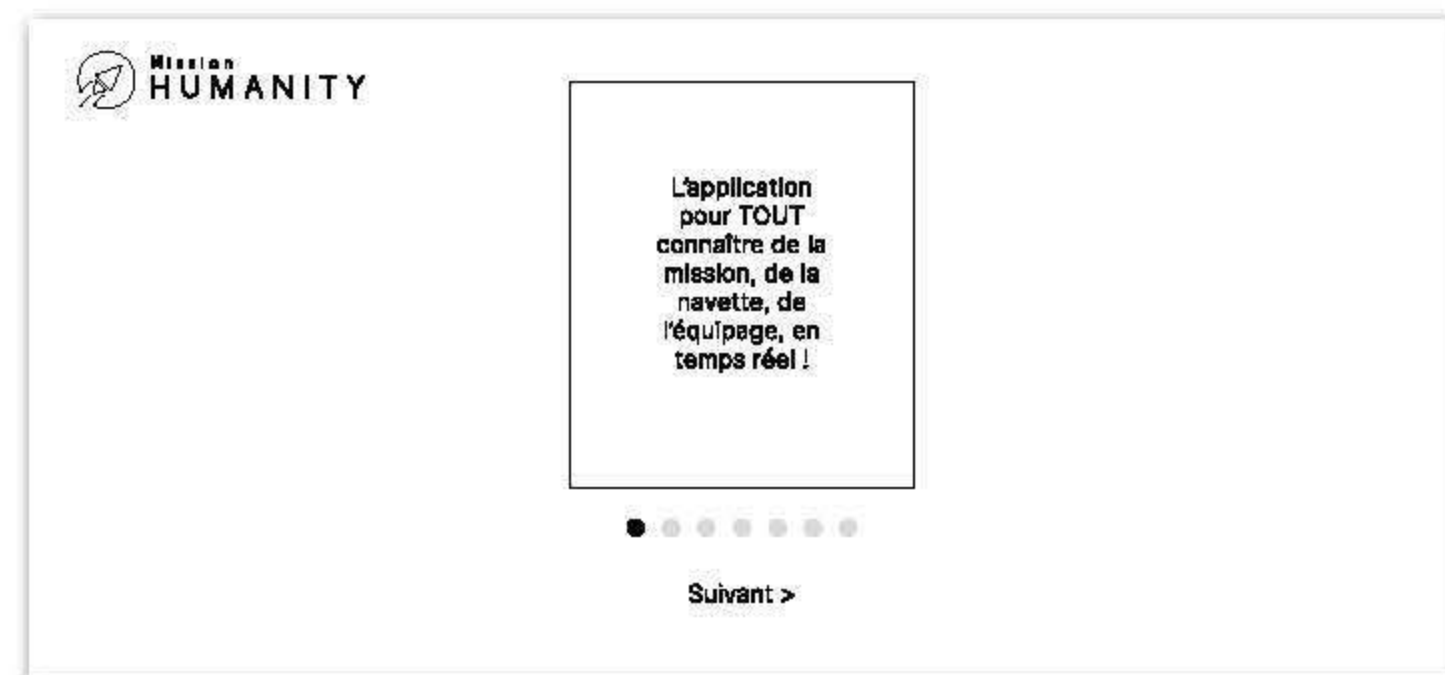 Mission
HUMANITY
L'application
pour TOUT
connaître de la
mission, de la
navette, de
l'équipage, en
temps réel !
Suivant >